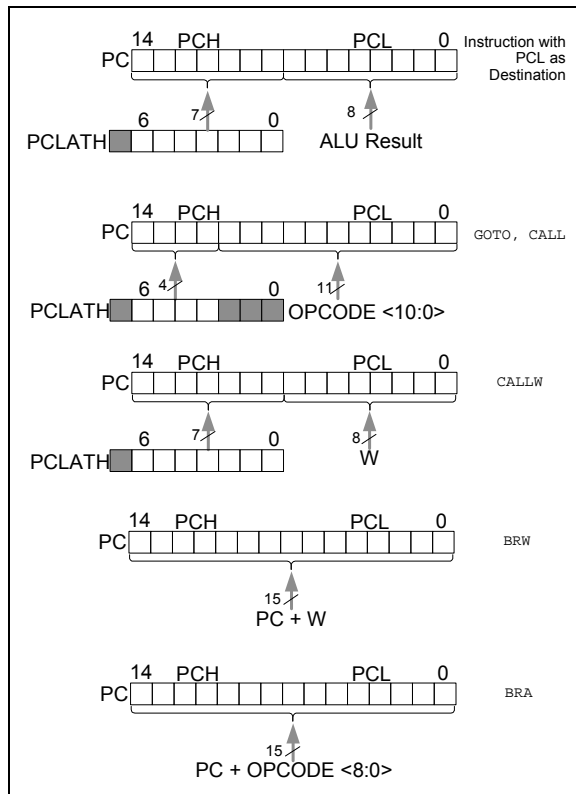 14 PCH PCL 0
Instruction with
PCL as
Destination
PC
7 8
6 0
PCLATH
ALU Result
14 PCH PCL 0
PC
GOTO, CALL
4 11
6 0
PCLATH
OPCODE <10:0>
14 PCH PCL 0
PC
CALLW
7 8
6 0
W
PCLATH
14 PCH PCL 0
PC
BRW
15
PC + W
14 PCH PCL 0
PC
BRA
15
PC + OPCODE <8:0>